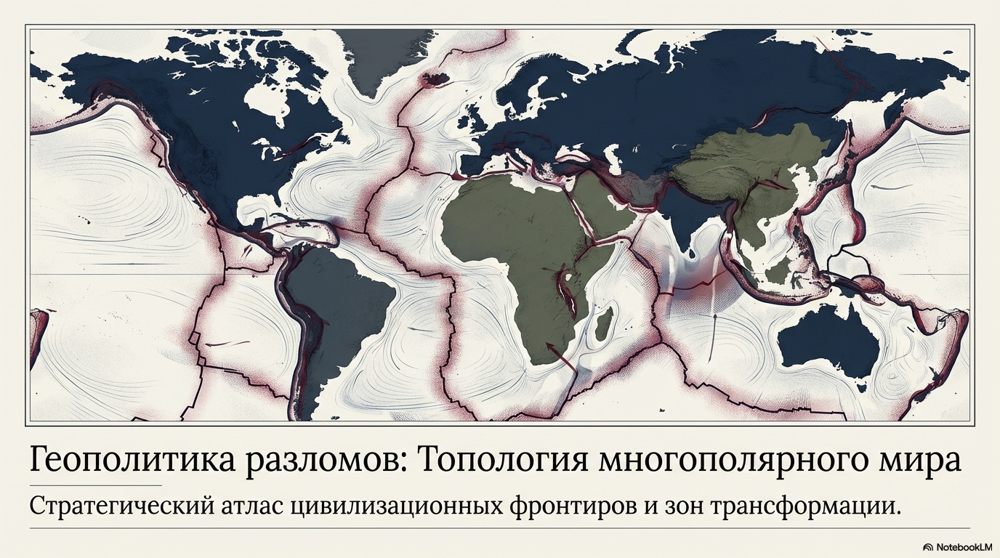 Геополитика разломов: Топология многополярного мира
Стратегический атлас цивилизационных фронтиров и зон трансформации.
NotebookLM